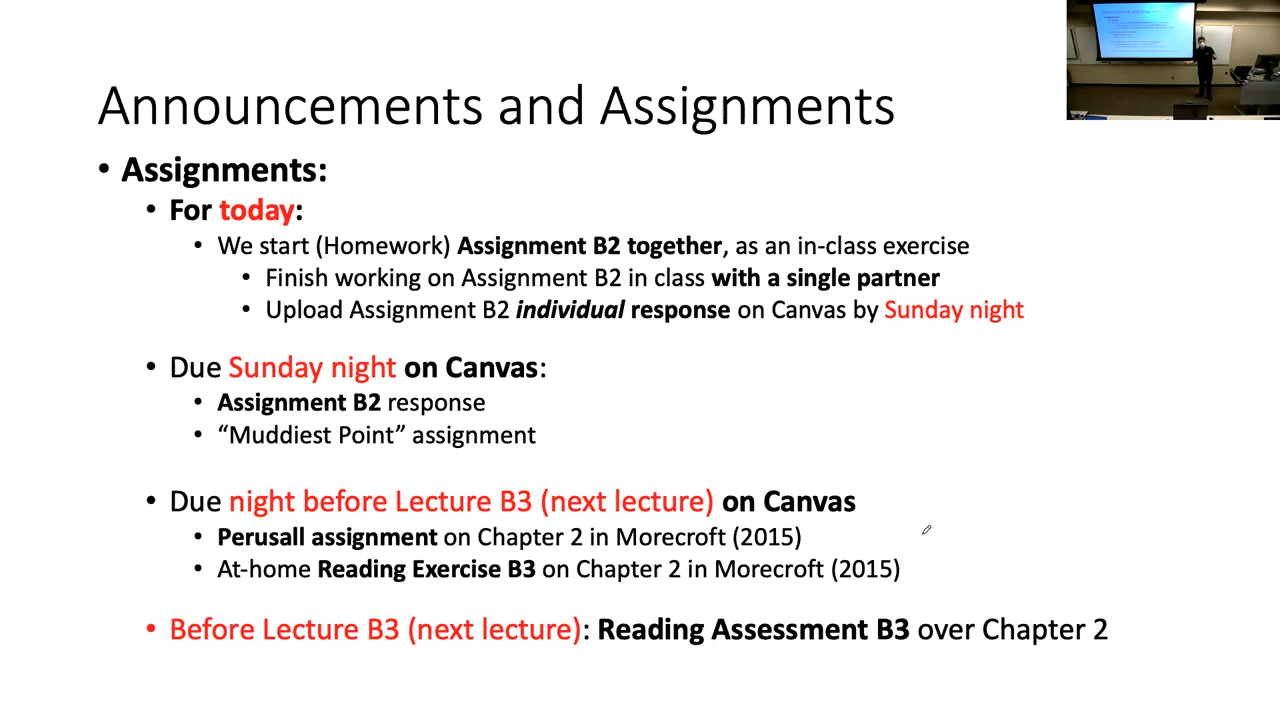 Announcements and Assignments
• Assignments:
• For today:
• We start (Homework) Assignment B2 together, as an in-class exercise
• Finish working on Assignment B2 in class with a single partner
• Upload Assignment B2 individual response on Canvas by Sunday night
• Due Sunday night on Canvas:
• Assignment B2 response
• “Muddiest Point” assignment
• Due night before Lecture B3 (next lecture) on Canvas
• Perusall assignment on Chapter 2 in Morecroft (2015)
• At-home Reading Exercise B3 on Chapter 2 in Morecroft (2015)
• Before Lecture B3 (next lecture): Reading Assessment B3 over Chapter 2